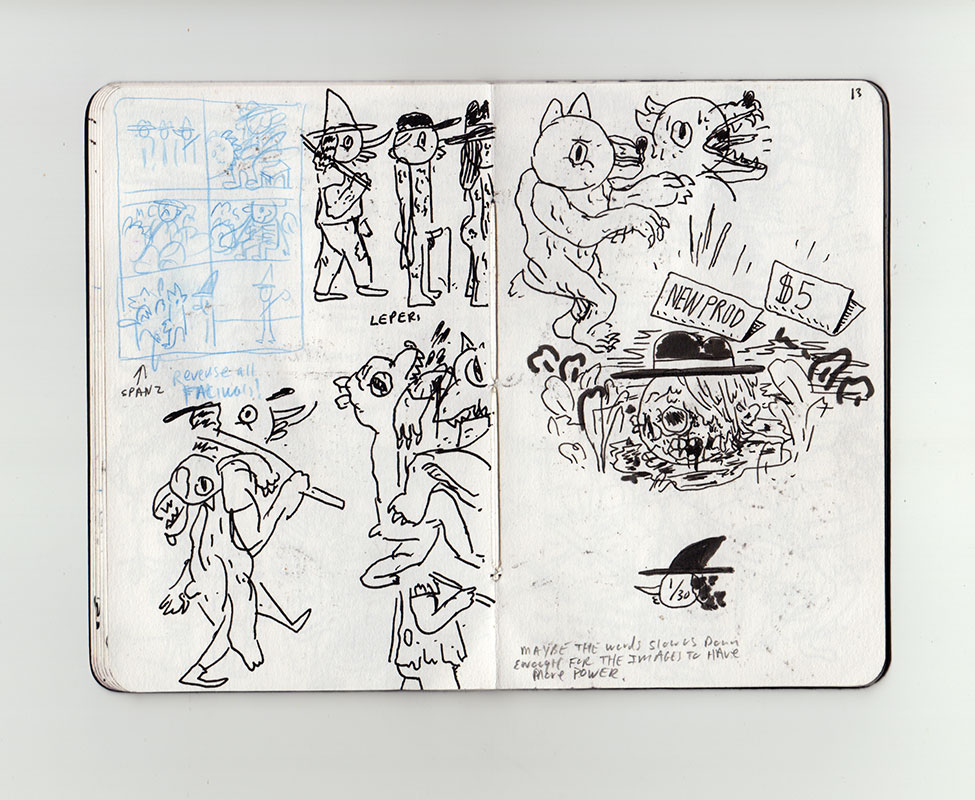 SPANZ
Reverse all
FACINGS!
LEPER,
13
NEW PROD
$5
1/30
MAYBE THE words Slows Down
Enough FOR THE IMAGES TO HAVE
More POWER.